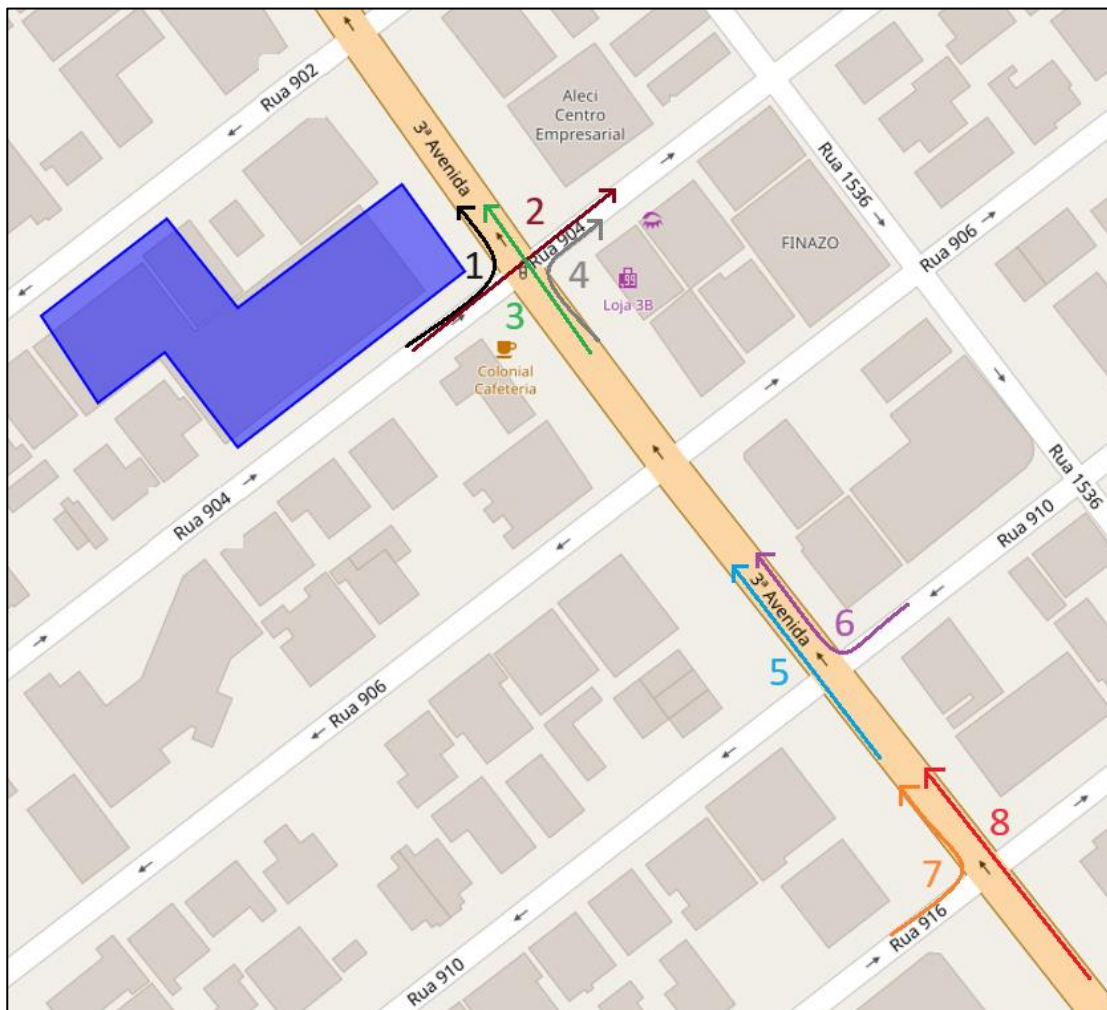 Rua 902
3ª Avenida
Aleci
Centro
Empresarial
Rua 1536
Rua 906
FINAZO
2
Rua 904
1
4
99
Loja 3B
3
Colonial
Cafeteria
Rua 904
Rua 1536
Rua 910
3ª Avenida
6
5
Rua 906
8
7
Rua 916
Rua 910